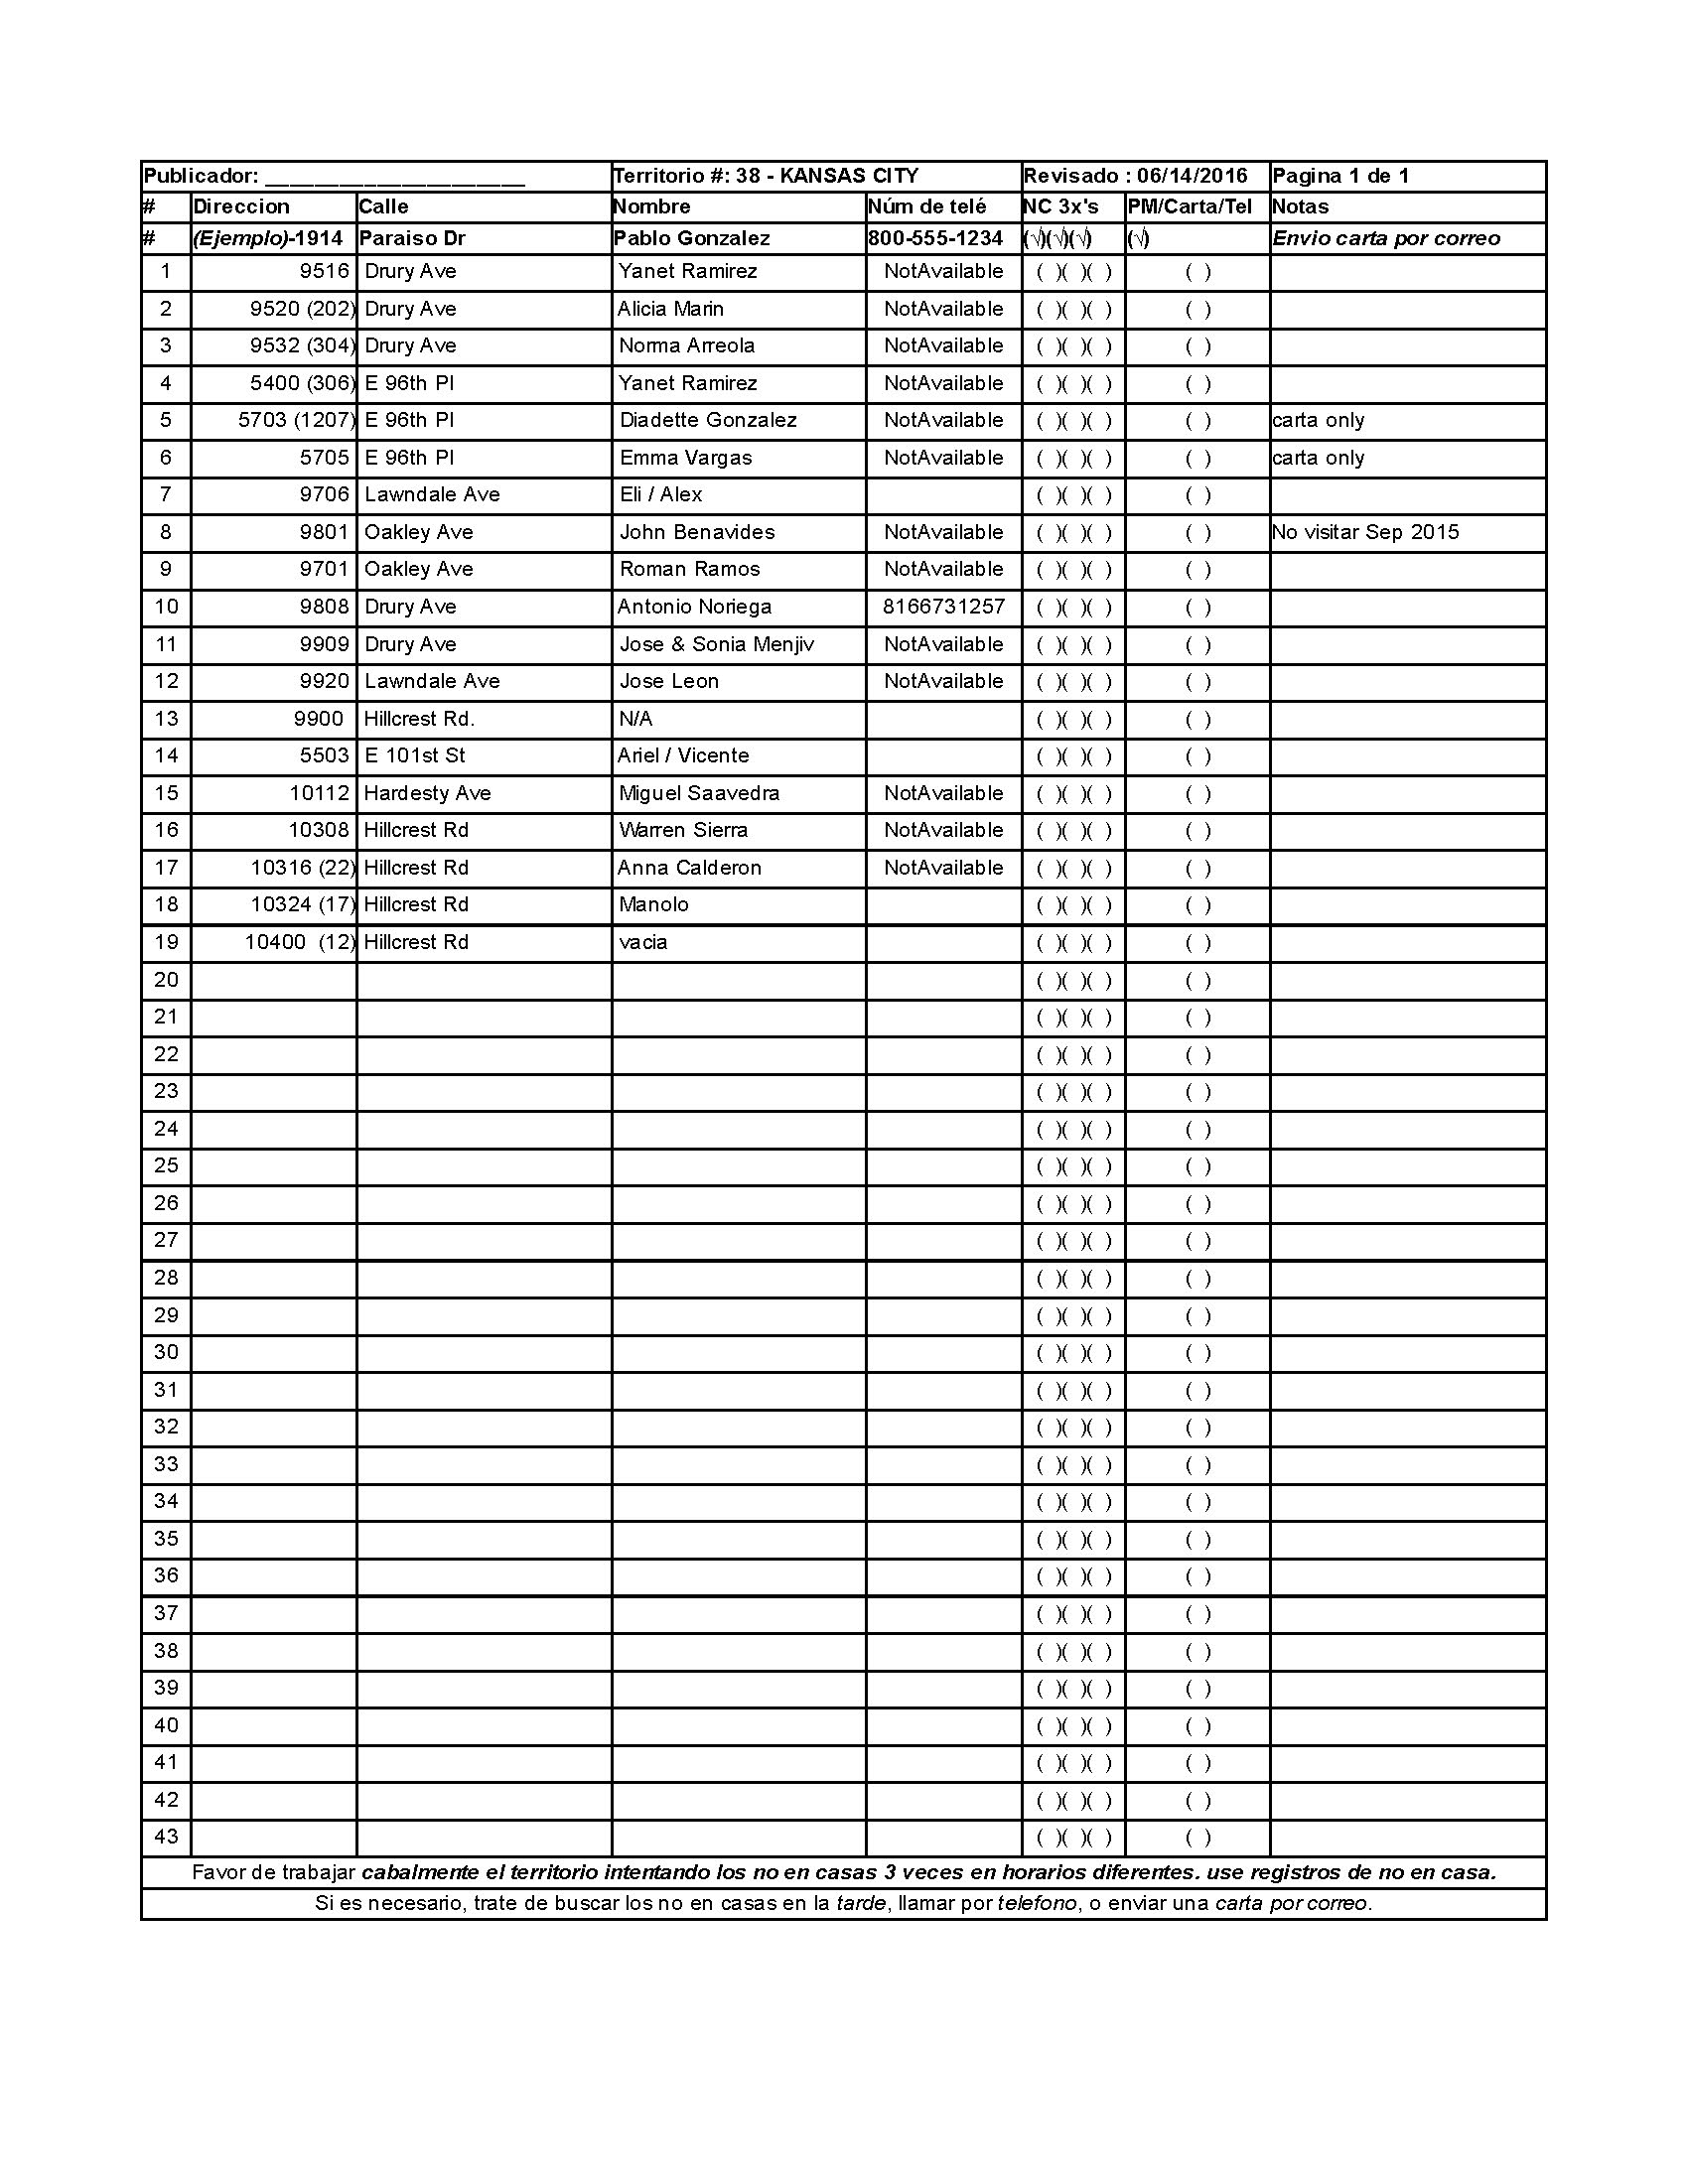 Publicador: ______________________ Territorio #: 38 - KANSAS CITY Revisado : 06/14/2016 Pagina 1 de 1
# Direccion Calle Nombre Núm de telé NC 3x's PM/Carta/Tel Notas
# (Ejemplo)-1914 Paraiso Dr Pablo Gonzalez 800-555-1234 (√)(√)(√) (√) Envio carta por correo
1 9516 Drury Ave Yanet Ramirez NotAvailable ( )( )( ) ( )
2 9520 (202) Drury Ave Alicia Marin NotAvailable ( )( )( ) ( )
3 9532 (304) Drury Ave Norma Arreola NotAvailable ( )( )( ) ( )
4 5400 (306) E 96th Pl Yanet Ramirez NotAvailable ( )( )( ) ( )
5 5703 (1207) E 96th Pl Diadette Gonzalez NotAvailable ( )( )( ) ( ) carta only
6 5705 E 96th Pl Emma Vargas NotAvailable ( )( )( ) ( ) carta only
7 9706 Lawndale Ave Eli / Alex ( )( )( ) ( )
8 9801 Oakley Ave John Benavides NotAvailable ( )( )( ) ( ) No visitar Sep 2015
9 9701 Oakley Ave Roman Ramos NotAvailable ( )( )( ) ( )
10 9808 Drury Ave Antonio Noriega 8166731257 ( )( )( ) ( )
11 9909 Drury Ave Jose & Sonia Menjiv NotAvailable ( )( )( ) ( )
12 9920 Lawndale Ave Jose Leon NotAvailable ( )( )( ) ( )
13 9900 Hillcrest Rd. N/A ( )( )( ) ( )
14 5503 E 101st St Ariel / Vicente ( )( )( ) ( )
15 10112 Hardesty Ave Miguel Saavedra NotAvailable ( )( )( ) ( )
16 10308 Hillcrest Rd Warren Sierra NotAvailable ( )( )( ) ( )
17 10316 (22) Hillcrest Rd Anna Calderon NotAvailable ( )( )( ) ( )
18 10324 (17) Hillcrest Rd Manolo ( )( )( ) ( )
19 10400 (12) Hillcrest Rd vacia ( )( )( ) ( )
20 ( )( )( ) ( )
21 ( )( )( ) ( )
22 ( )( )( ) ( )
23 ( )( )( ) ( )
24 ( )( )( ) ( )
25 ( )( )( ) ( )
26 ( )( )( ) ( )
27 ( )( )( ) ( )
28 ( )( )( ) ( )
29 ( )( )( ) ( )
30 ( )( )( ) ( )
31 ( )( )( ) ( )
32 ( )( )( ) ( )
33 ( )( )( ) ( )
34 ( )( )( ) ( )
35 ( )( )( ) ( )
36 ( )( )( ) ( )
37 ( )( )( ) ( )
38 ( )( )( ) ( )
39 ( )( )( ) ( )
40 ( )( )( ) ( )
41 ( )( )( ) ( )
42 ( )( )( ) ( )
43 ( )( )( ) ( )
Favor de trabajar cabalmente el territorio intentando los no en casas 3 veces en horarios diferentes. use registros de no en casa.
Si es necesario, trate de buscar los no en casas en la tarde, llamar por telefono, o enviar una carta por correo.